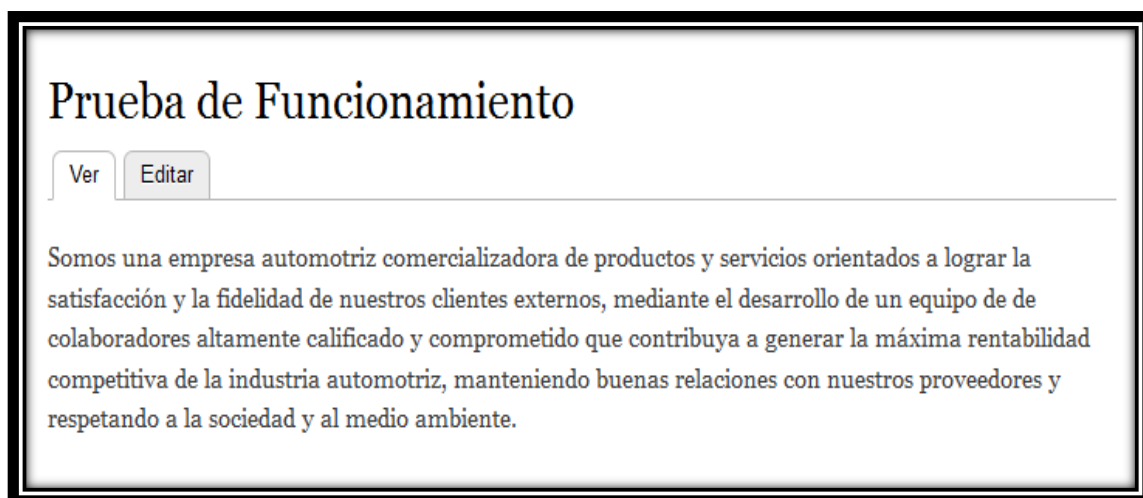 Prueba de Funcionamiento
Ver Editar
Somos una empresa automotriz comercializadora de productos y servicios orientados a lograr la
satisfacción y la fidelidad de nuestros clientes externos, mediante el desarrollo de un equipo de de
colaboradores altamente calificado y comprometido que contribuya a generar la máxima rentabilidad
competitiva de la industria automotriz, manteniendo buenas relaciones con nuestros proveedores y
respetando a la sociedad y al medio ambiente.